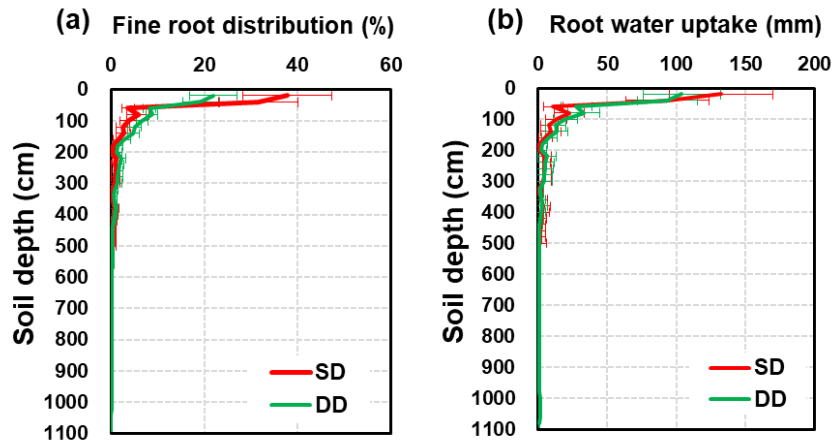 (a) Fine root distribution (%)
0 20 40 60
0
100
200
300
400
500
600
700
800
900
1000
1100
Soil depth (cm)
SD
DD
(b) Root water uptake (mm)
0 50 100 150 200
0
100
200
300
400
500
600
700
800
900
1000
1100
Soil depth (cm)
SD
DD